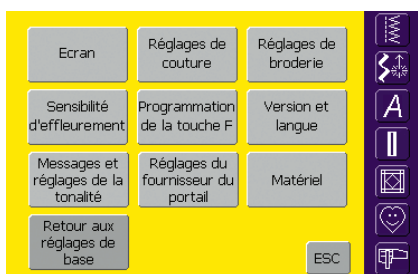 Ecran
Réglages de
couture
Réglages de
broderie
Sensibilité
d'effleurement
Programmation
de la touche F
Version et
langue
Messages et
réglages de la
tonalité
Réglages du
fournisseur du
portail
Matériel
Retour aux
réglages de
base
ESC
A